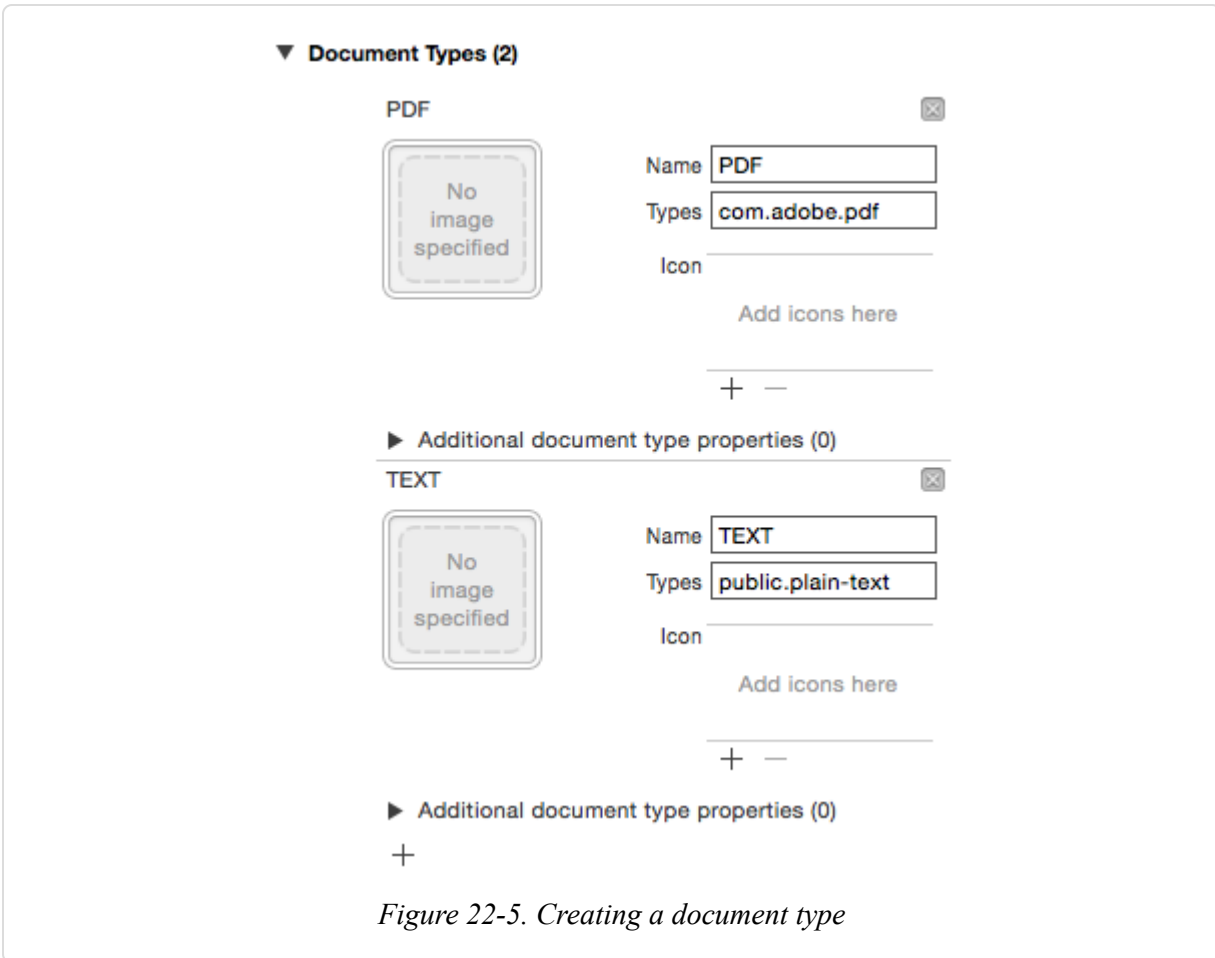 Document Types (2)
PDF
No
image
specified
Name PDF
Types com.adobe.pdf
Icon
Add icons here
Additional document type properties (0)
TEXT
No
image
specified
Name TEXT
Types public.plain-text
Icon
Add icons here
Additional document type properties (0)
Figure 22-5. Creating a document type